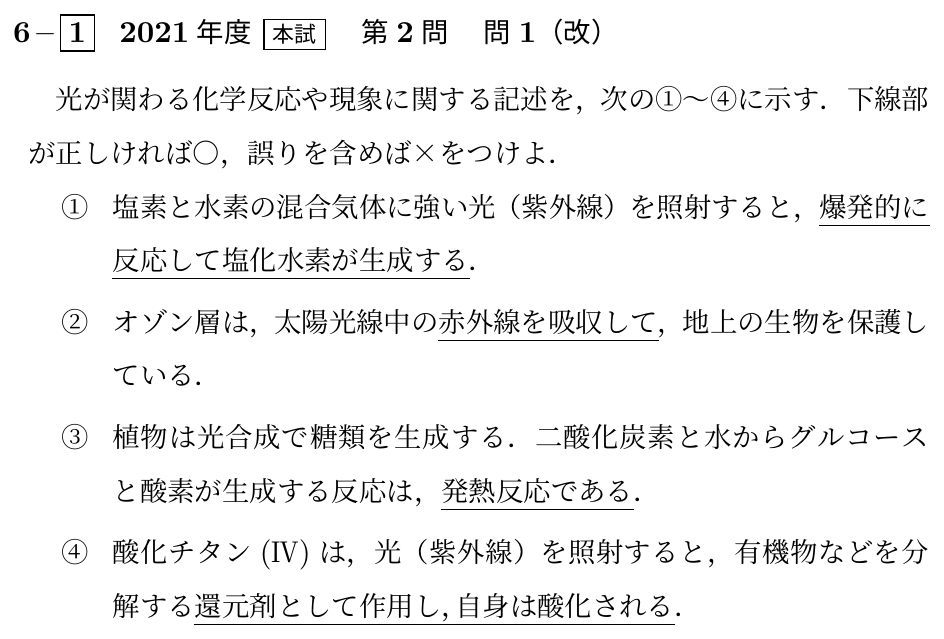 6－1 2021年度 本試 第2問 問1（改）
光が関わる化学反応や現象に関する記述を，次の①～④に示す．下線部
が正しければ○，誤りを含めば×をつけよ．
① 塩素と水素の混合気体に強い光（紫外線）を照射すると，爆発的に
反応して塩化水素が生成する．
② オゾン層は，太陽光線中の赤外線を吸収して，地上の生物を保護し
ている．
③ 植物は光合成で糖類を生成する．二酸化炭素と水からグルコース
と酸素が生成する反応は，発熱反応である．
④ 酸化チタン (IV) は，光（紫外線）を照射すると，有機物などを分
解する還元剤として作用し, 自身は酸化される．